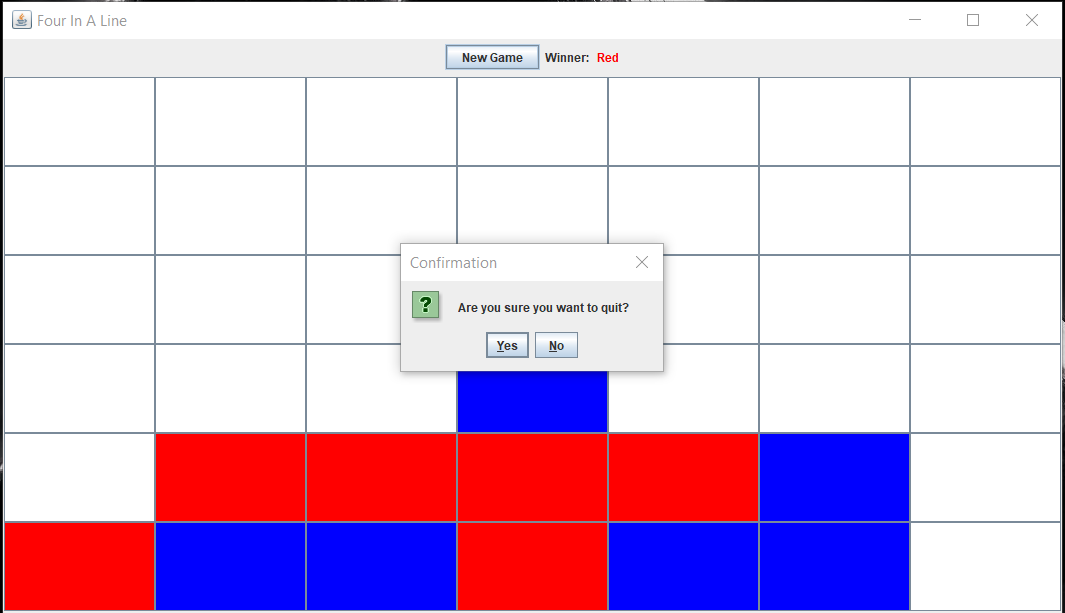 Four In A Line
New Game Winner: Red
Confirmation
? Are you sure you want to quit?
Yes No